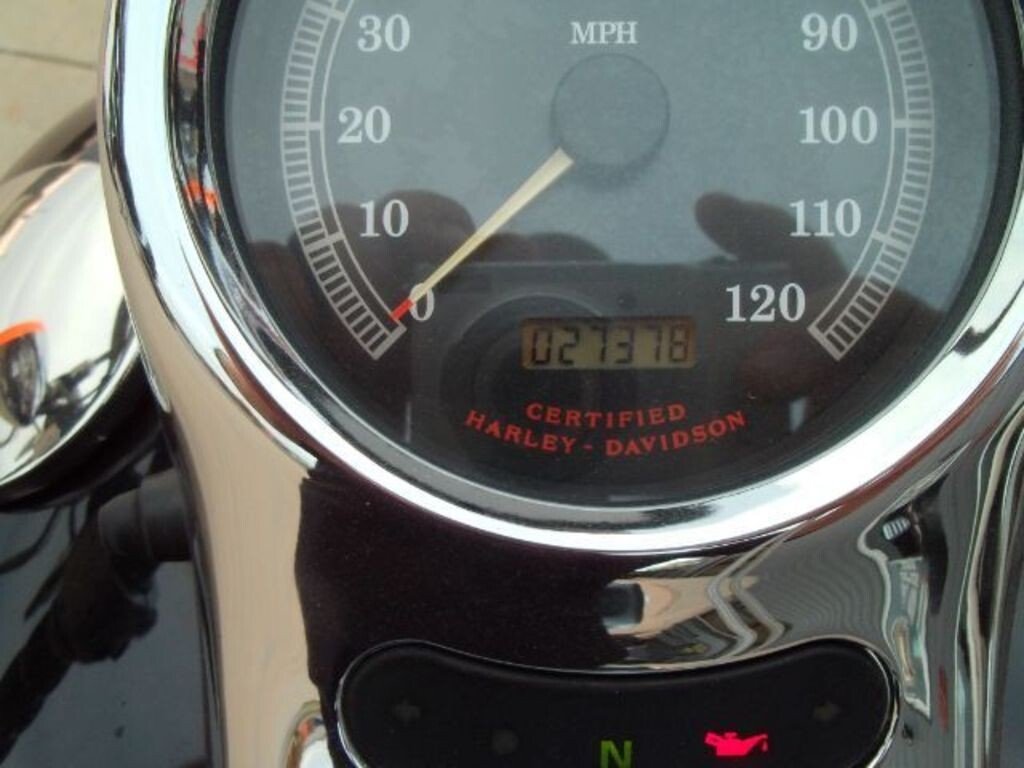 30 MPH 90
20 100
10 110
0 120
027378
CERTIFIED
HARLEY-DAVIDSON
N